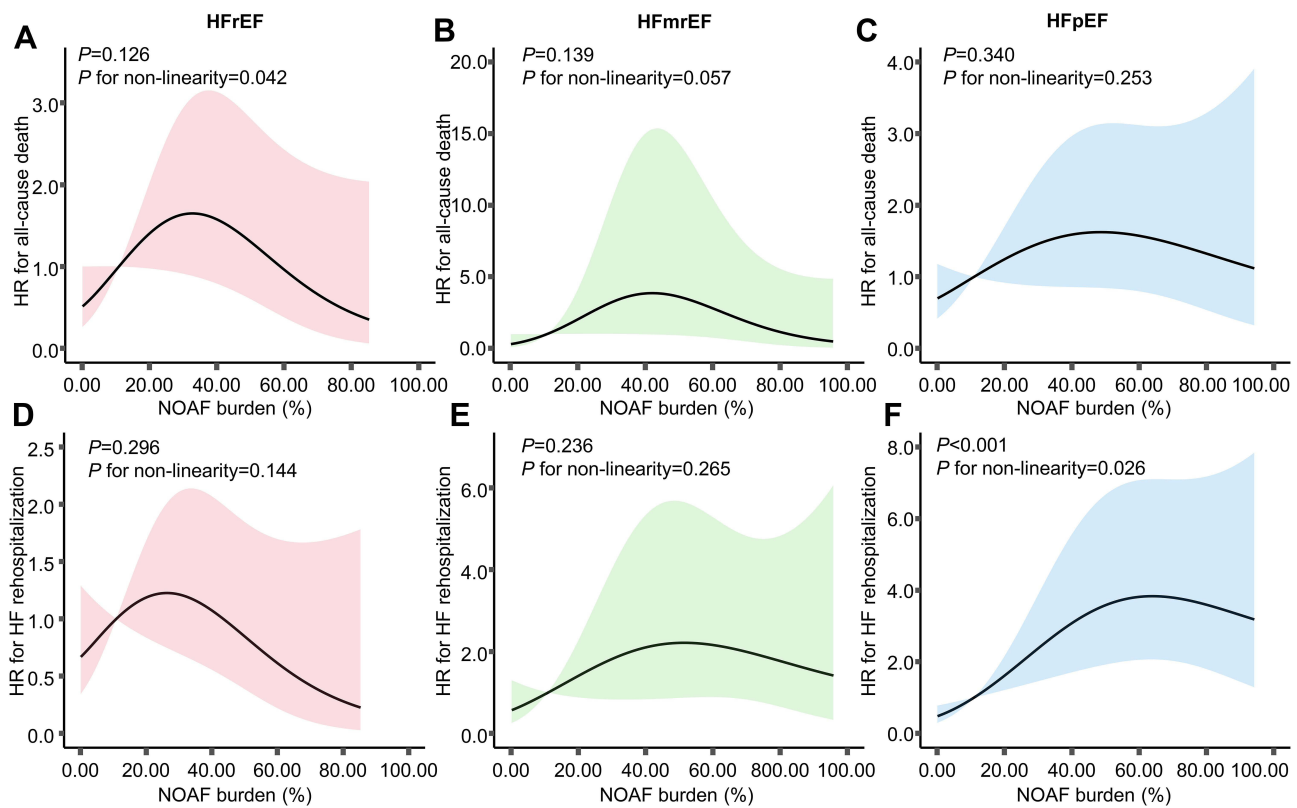 HFrEF
HFmrEF
HFpEF
A
P=0.126
P for non-linearity=0.042
HR for all-cause death
3.0
2.0
1.0
0.0
0.00 20.00 40.00 60.00 80.00 100.00
NOAF burden (%)
B
P=0.139
P for non-linearity=0.057
HR for all-cause death
20.0
15.0
10.0
5.0
0.0
0.00 20.00 40.00 60.00 80.00 100.00
NOAF burden (%)
C
P=0.340
P for non-linearity=0.253
HR for all-cause death
4.0
3.0
2.0
1.0
0.0
0.00 20.00 40.00 60.00 80.00 100.00
NOAF burden (%)
D
P=0.296
P for non-linearity=0.144
HR for HF rehospitalization
2.5
2.0
1.5
1.0
0.5
0.0
0.00 20.00 40.00 60.00 80.00 100.00
NOAF burden (%)
E
P=0.236
P for non-linearity=0.265
HR for HF rehospitalization
6.0
4.0
2.0
0.0
0.00 20.00 40.00 60.00 800.00 100.00
NOAF burden (%)
F
P<0.001
P for non-linearity=0.026
HR for HF rehospitalization
8.0
6.0
4.0
2.0
0.0
0.00 20.00 40.00 60.00 80.00 100.00
NOAF burden (%)